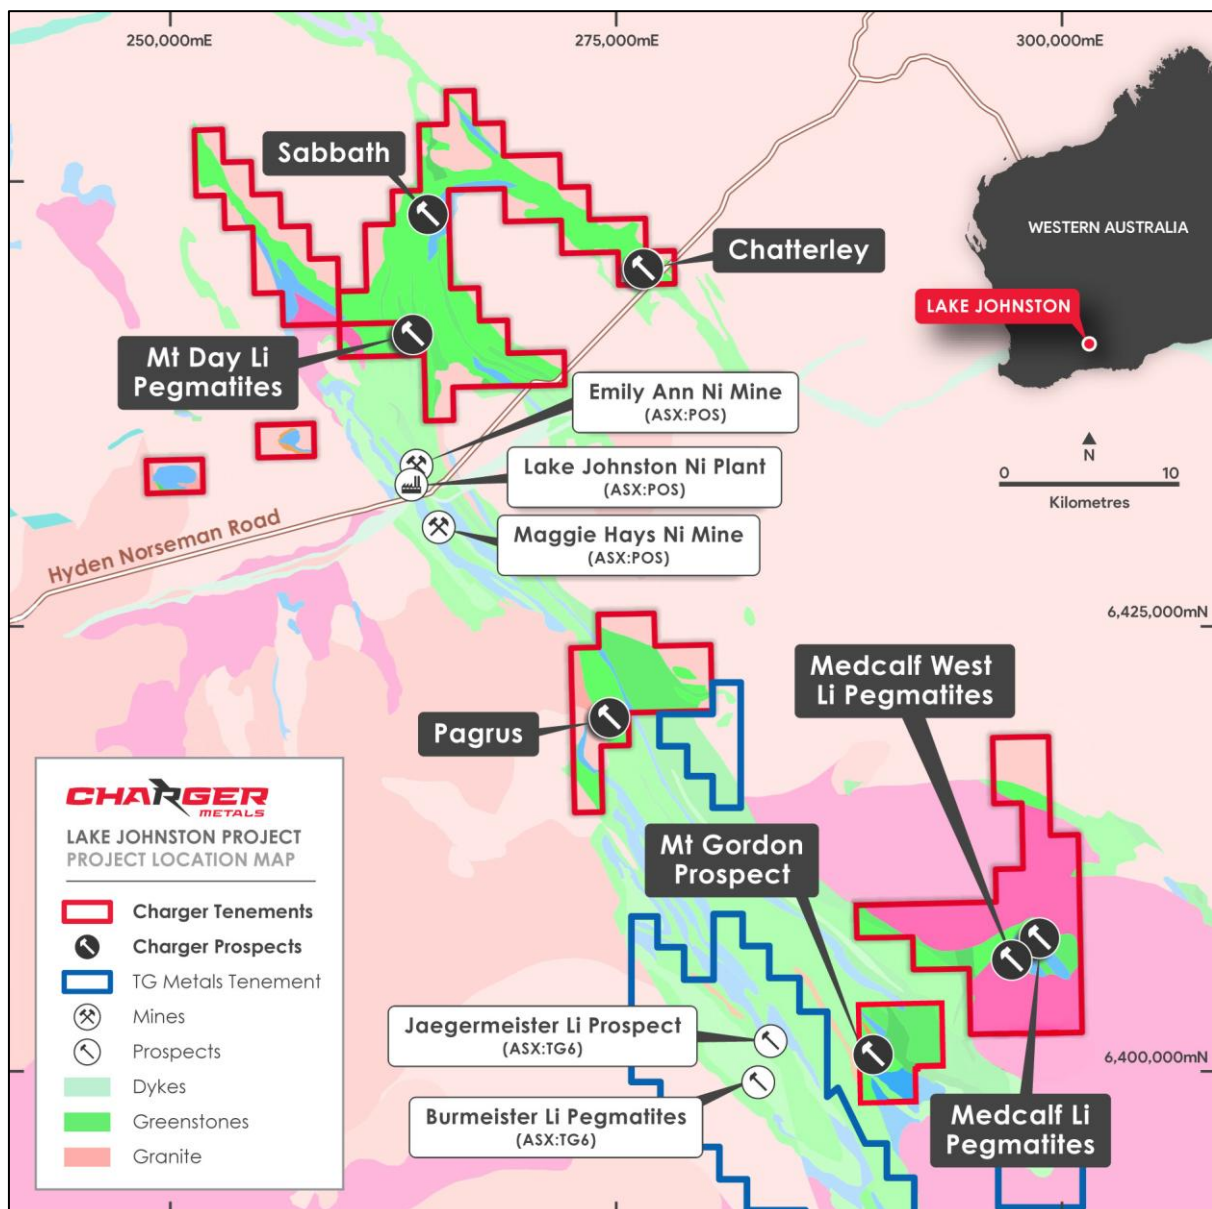 250,000mE
275,000mE
300,000mE
Sabbath
Chatterley
WESTERN AUSTRALIA
LAKE JOHNSTON
Mt Day Li
Pegmatites
Emily Ann Ni Mine
(ASX:POS)
Lake Johnston Ni Plant
(ASX:POS)
Maggie Hays Ni Mine
(ASX:POS)
N
0
10
Kilometres
Hyden Norseman Road
6,425,000mN
Medcalf West
Li Pegmatites
Pagrus
Mt Gordon
Prospect
Jaegermeister Li Prospect
(ASX:TG6)
Burmeister Li Pegmatites
(ASX:TG6)
6,400,000mN
Medcalf Li
Pegmatites
CHARGER
METALS
LAKE JOHNSTON PROJECT
PROJECT LOCATION MAP
Charger Tenements
Charger Prospects
TG Metals Tenement
Mines
Prospects
Dykes
Greenstones
Granite